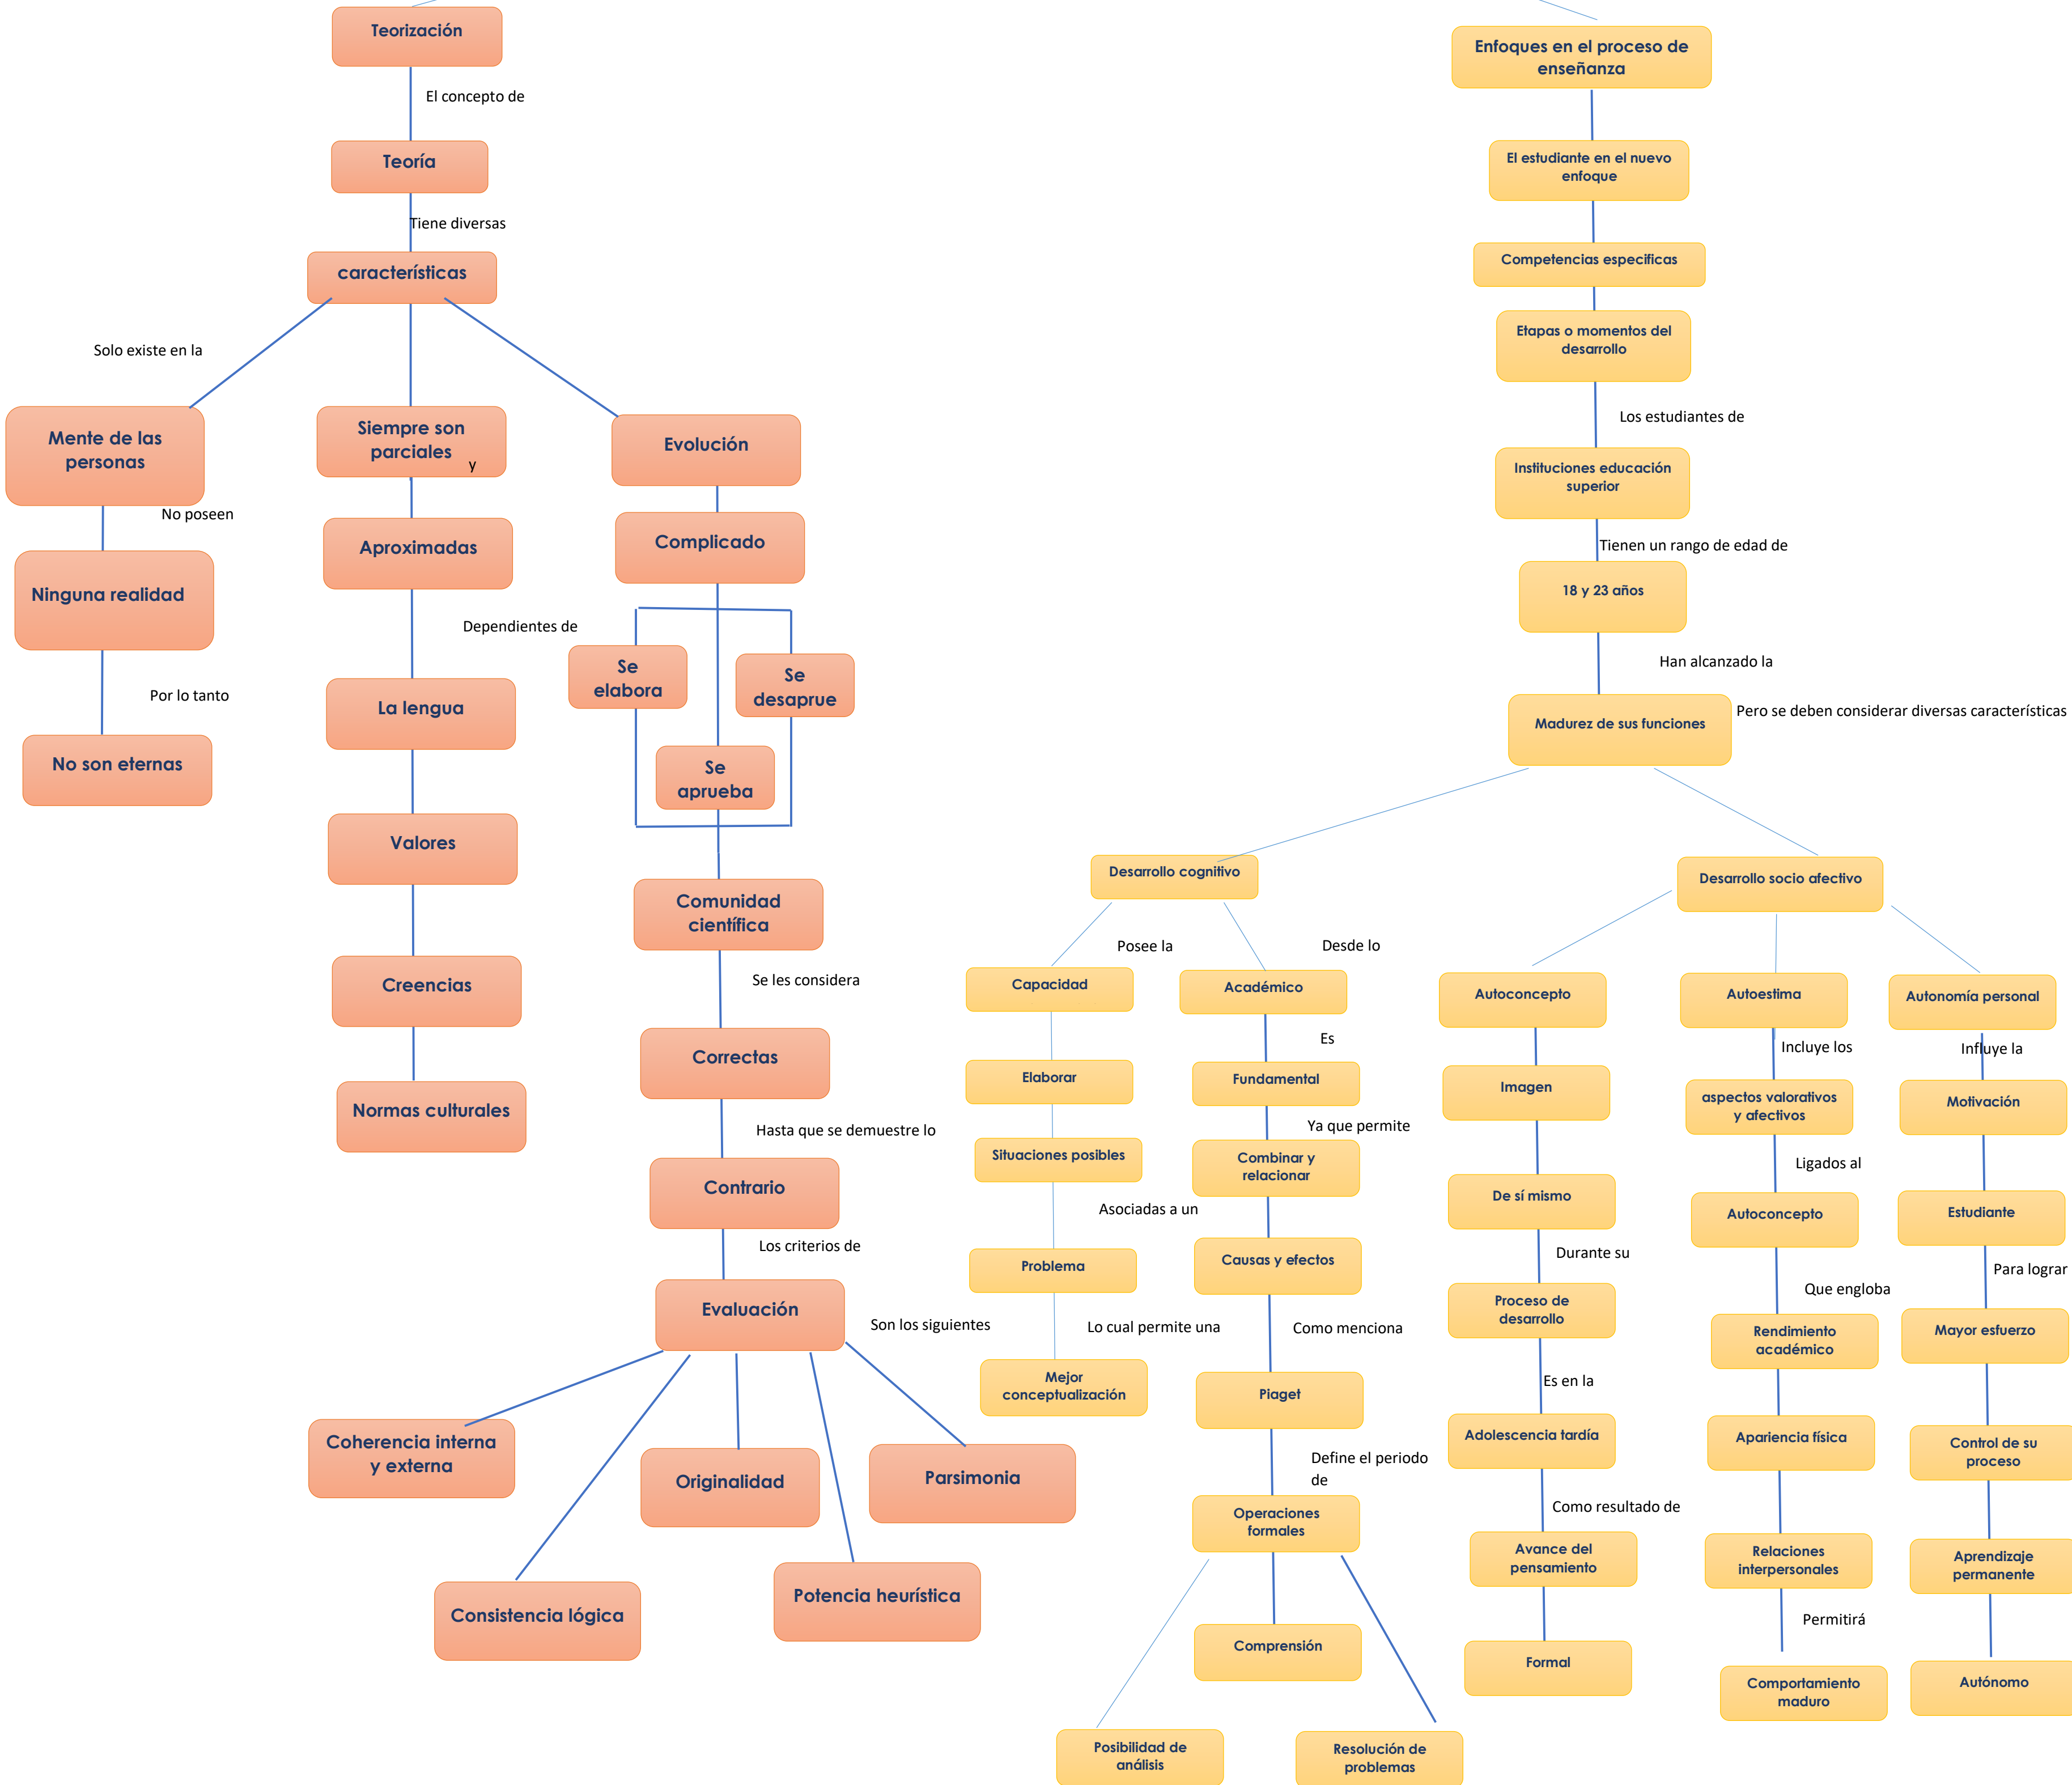 Teorización
El concepto de
Teoría
Tiene diversas
características
Solo existe en la
Mente de las
personas
No poseen
Ninguna realidad
Por lo tanto
No son eternas
Siempre son
parciales
y
Aproximadas
Dependientes de
La lengua
Valores
Creencias
Normas culturales
Evolución
Complicado
Se
elabora
Se
desaprue
Se
aprueba
Comunidad
científica
Se les considera
Correctas
Hasta que se demuestre lo
Contrario
Los criterios de
Evaluación
Son los siguientes
Coherencia interna
y externa
Consistencia lógica
Originalidad
Potencia heurística
Parsimonia
Enfoques en el proceso de
enseñanza
El estudiante en el nuevo
enfoque
Competencias especificas
Etapas o momentos del
desarrollo
Los estudiantes de
Instituciones educación
superior
Tienen un rango de edad de
18 y 23 años
Han alcanzado la
Madurez de sus funciones
Pero se deben considerar diversas características
Desarrollo cognitivo
Posee la
Capacidad
Elaborar
Situaciones posibles
Asociadas a un
Problema
Lo cual permite una
Mejor
conceptualización
Desde lo
Académico
Es
Fundamental
Ya que permite
Combinar y
relacionar
Causas y efectos
Como menciona
Piaget
Define el periodo
de
Operaciones
formales
Posibilidad de
análisis
Comprensión
Resolución de
problemas
Desarrollo socio afectivo
Autoconcepto
Imagen
De sí mismo
Durante su
Proceso de
desarrollo
Es en la
Adolescencia tardía
Como resultado de
Avance del
pensamiento
Formal
Autoestima
Incluye los
aspectos valorativos
y afectivos
Ligados al
Autoconcepto
Que engloba
Rendimiento
académico
Apariencia física
Relaciones
interpersonales
Permitirá
Comportamiento
maduro
Autonomía personal
Influye la
Motivación
Estudiante
Para lograr
Mayor esfuerzo
Control de su
proceso
Aprendizaje
permanente
Autónomo